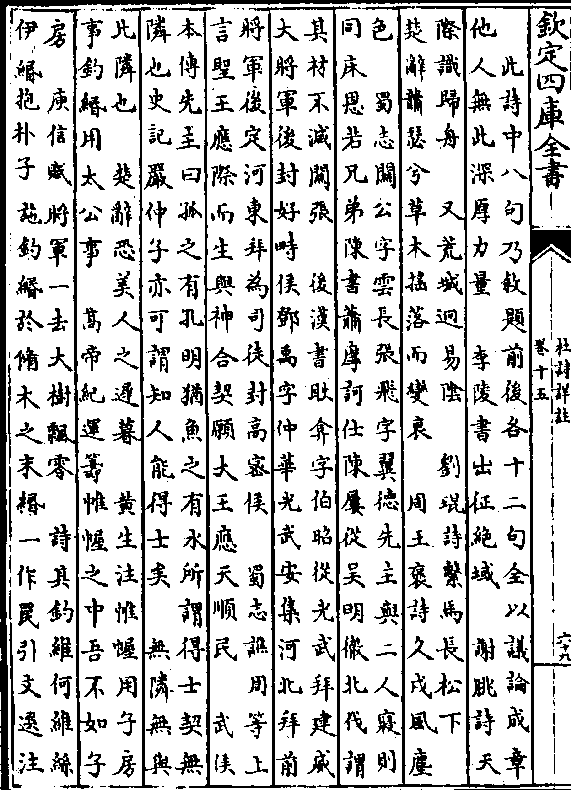 欽定四庫全書
杜詩詳註
卷十五
六十九
此詩中八句乃敘題前後各十二句全以議論成章
他人無此深厚力量　李陵書出征絶域　謝朓詩天
際識歸舟　又荒城迥易陰　劉琨詩繫馬長松下
楚辭蕭瑟兮草木摇落而變衰　周王褒詩久戍風塵
色　蜀志關公字雲長張飛字翼德先主與二人寢則
同床恩若兄弟陳書蕭摩訶仕陳屢從吴明徹北伐謂
其材不減關張　後漢書耿弇字伯昭從光武拜建威
大將軍後封好畤侯鄧禹字仲華光武安集河北拜前
將軍後定河東拜為司徒封高宻侯　蜀志譙周等上
言聖王應際而生與神合契願大王應天順民　武侯
本傳先主曰孤之有孔明猶魚之有水所謂得士契無
隣也史記嚴仲子亦可謂知人能得士矣　無隣無與
比隣也　楚辭恐美人之遲暮　黄生注帷幄用子房
事釣緡用太公事　髙帝紀運籌帷幄之中吾不如子
房　庾信賦將軍一去大樹飄零　詩其釣維何維絲
伊緡抱朴子施釣緡於脩木之末緡一作罠引文選注